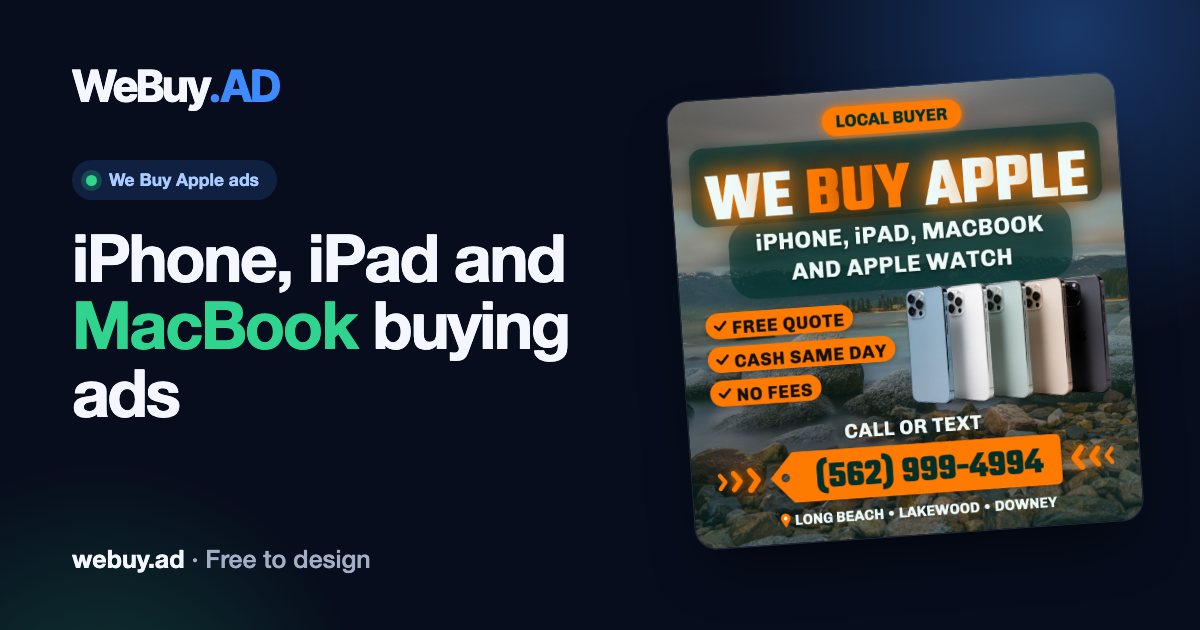 WeBuy.AD
We Buy Apple ads
iPhone, iPad and
MacBook buying
ads
webuy.ad · Free to design
LOCAL BUYER
WE BUY APPLE
iPHONE, iPAD, MACBOOK
AND APPLE WATCH
✓ FREE QUOTE
✓ CASH SAME DAY
✓ NO FEES
CALL OR TEXT
(562) 999-4994
LONG BEACH • LAKEWOOD • DOWNEY